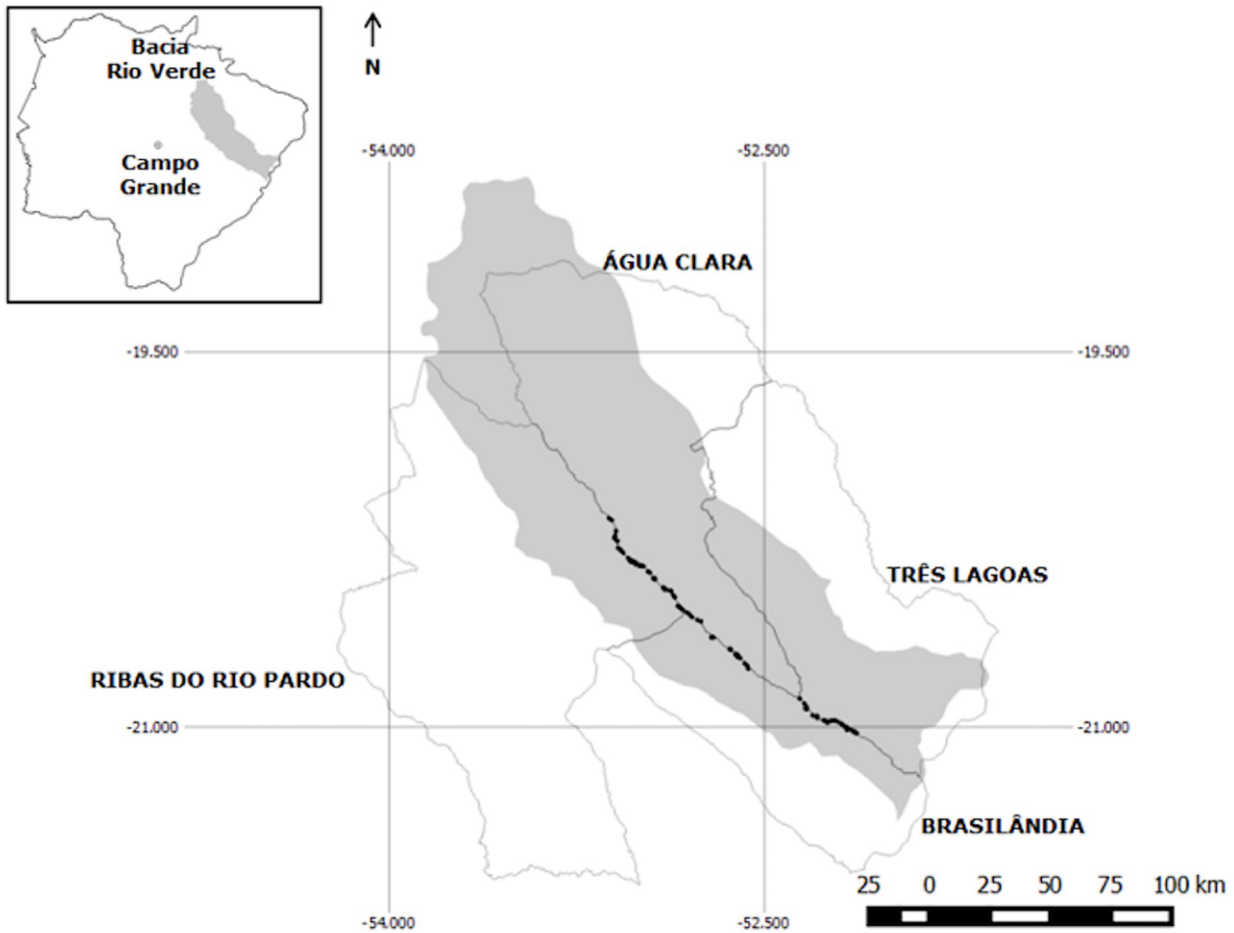 Bacia
Rio Verde
Campo
Grande
N
-54.000
-52.500
ÁGUA CLARA
-19.500
-19.500
TRÊS LAGOAS
RIBAS DO RIO PARDO
-21.000
-21.000
BRASILÂNDIA
25 0 25 50 75 100 km
-54.000
-52.500